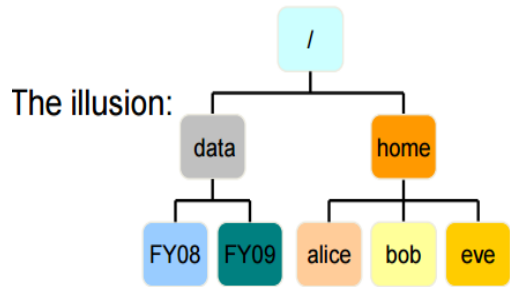 /
The illusion:
data
home
FY08
FY09
alice
bob
eve